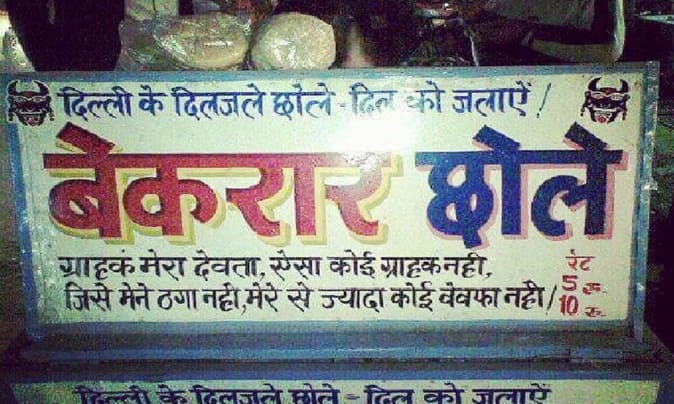 दिल्ली के दिलजले छोले - दिल को जलाऐं /
बेकरार छोले
ग्राहक मेरा देवता, ऐसा कोई ग्राहक नही,
जिसे मेने ठगा नही, मेरे से ज्यादा कोई बेवफा नही /
रेट
5 रु.
10 रु.
दिल्ली के दिलजले छोले - दिल को जलाऐं